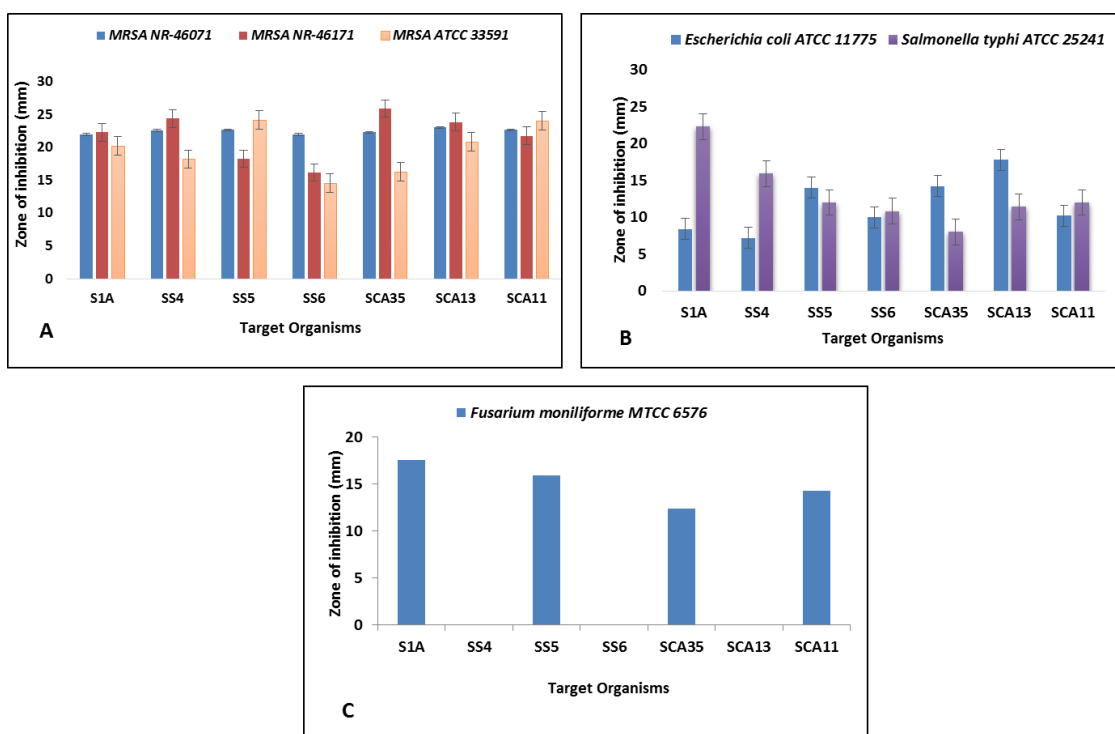 MRSA NR-46071 MRSA NR-46171 MRSA ATCC 33591
Zone of inhibition (mm)
30
25
20
15
10
5
0
S1A SS4 SS5 SS6 SCA35 SCA13 SCA11
Target Organisms
A
Escherichia coli ATCC 11775 Salmonella typhi ATCC 25241
Zone of inhibition (mm)
30
25
20
15
10
5
0
S1A SS4 SS5 SS6 SCA35 SCA13 SCA11
Target Organisms
B
Fusarium moniliforme MTCC 6576
Zone of inhibition (mm)
20
15
10
5
0
S1A SS4 SS5 SS6 SCA35 SCA13 SCA11
Target Organisms
C